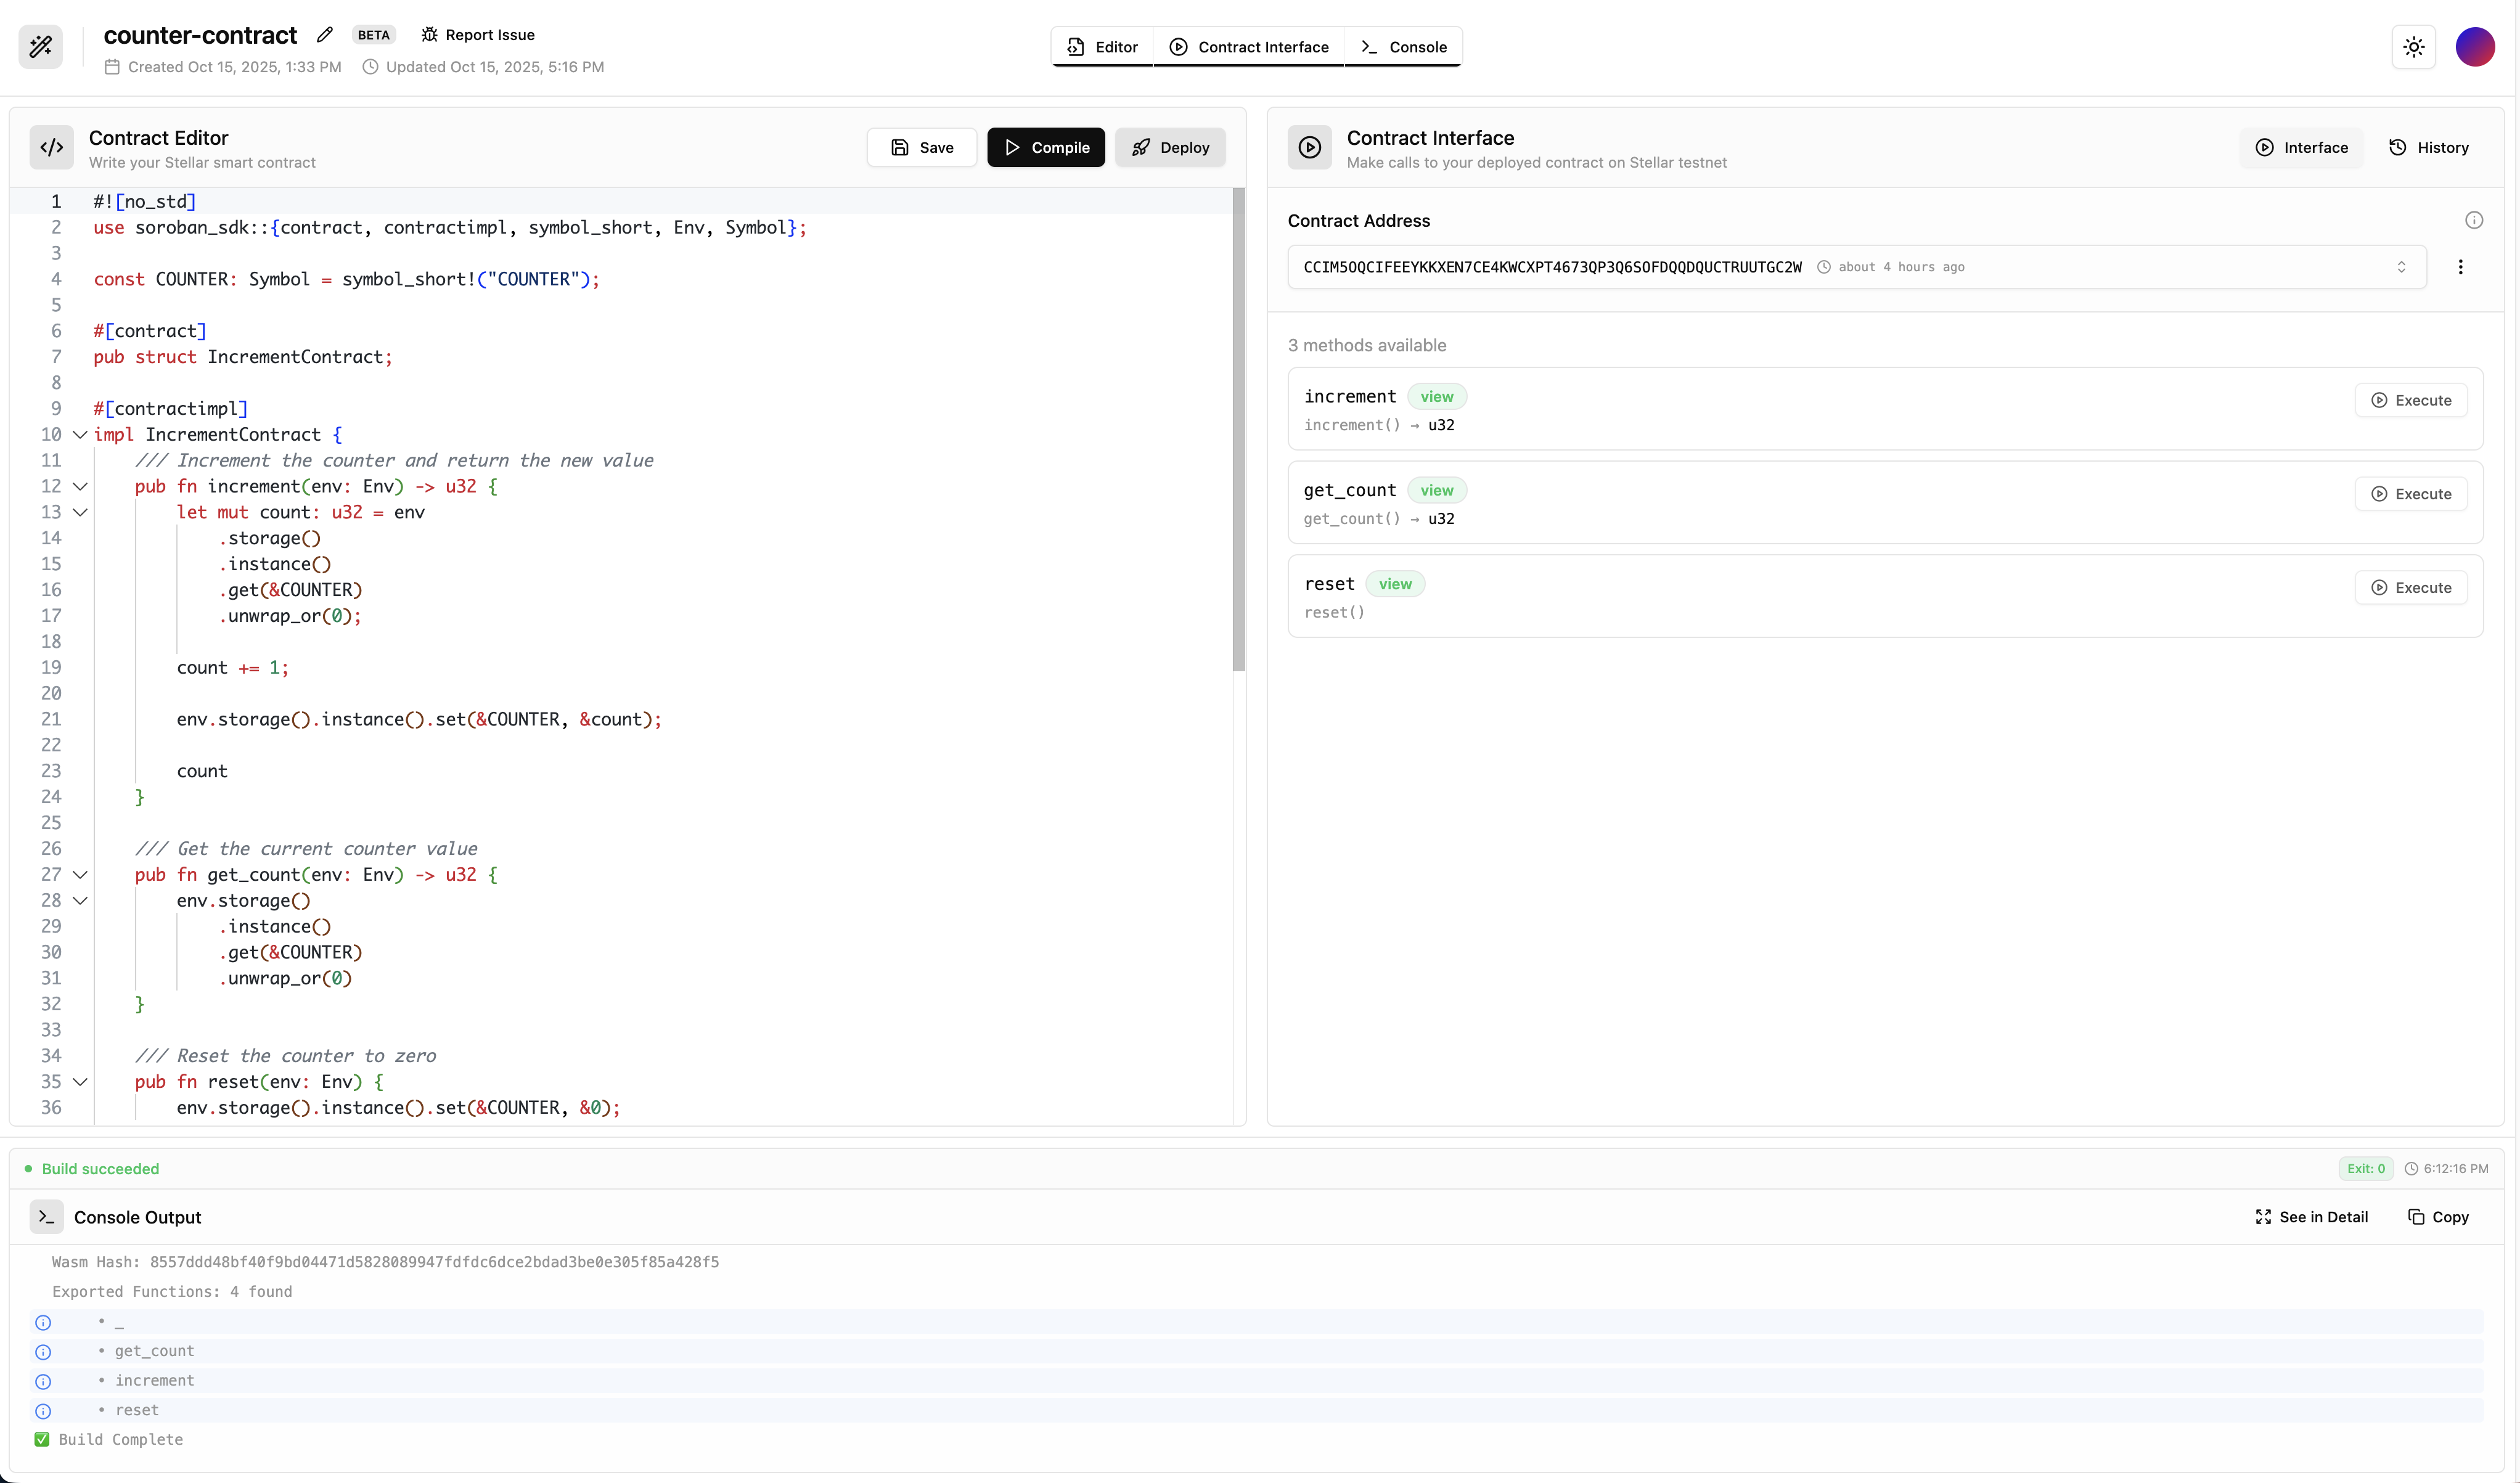 counter-contract BETA Report Issue
Created Oct 15, 2025, 1:33 PM Updated Oct 15, 2025, 5:16 PM
Editor Contract Interface Console
Contract Editor
Write your Stellar smart contract
Save Compile Deploy
1 #![no_std]
2 use soroban_sdk::{contract, contractimpl, symbol_short, Env, Symbol};
3
4 const COUNTER: Symbol = symbol_short!("COUNTER");
5
6 #[contract]
7 pub struct IncrementContract;
8
9 #[contractimpl]
10 impl IncrementContract {
11 /// Increment the counter and return the new value
12 pub fn increment(env: Env) -> u32 {
13 let mut count: u32 = env
14 .storage()
15 .instance()
16 .get(&COUNTER)
17 .unwrap_or(0);
18
19 count += 1;
20
21 env.storage().instance().set(&COUNTER, &count);
22
23 count
24 }
25
26 /// Get the current counter value
27 pub fn get_count(env: Env) -> u32 {
28 env.storage()
29 .instance()
30 .get(&COUNTER)
31 .unwrap_or(0)
32 }
33
34 /// Reset the counter to zero
35 pub fn reset(env: Env) {
36 env.storage().instance().set(&COUNTER, &0);
Contract Interface
Make calls to your deployed contract on Stellar testnet
Interface History
Contract Address
CCIM5OQCIFEEYKKXEN7CE4KWCXPT4673QP3Q6SOFDQQDQUCTRUUTGC2W about 4 hours ago
3 methods available
increment view
increment() → u32
Execute
get_count view
get_count() → u32
Execute
reset view
reset()
Execute
Build succeeded Exit: 0 6:12:16 PM
Console Output See in Detail Copy
Wasm Hash: 8557ddd48bf40f9bd04471d5828089947fdfdc6dce2bdad3be0e305f85a428f5
Exported Functions: 4 found
• _
• get_count
• increment
• reset
✅ Build Complete